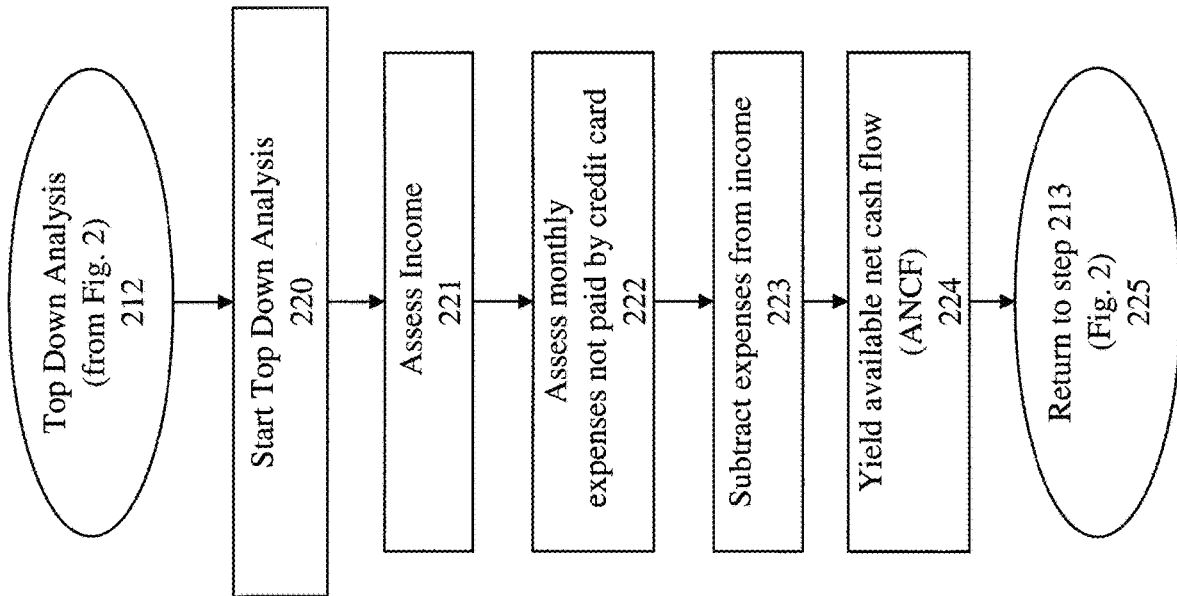 Top Down Analysis
(from Fig. 2)
212
Start Top Down Analysis
220
Assess Income
221
Assess monthly
expenses not paid by credit card
222
Subtract expenses from income
223
Yield available net cash flow
(ANCF)
224
Return to step 213
(Fig. 2)
225